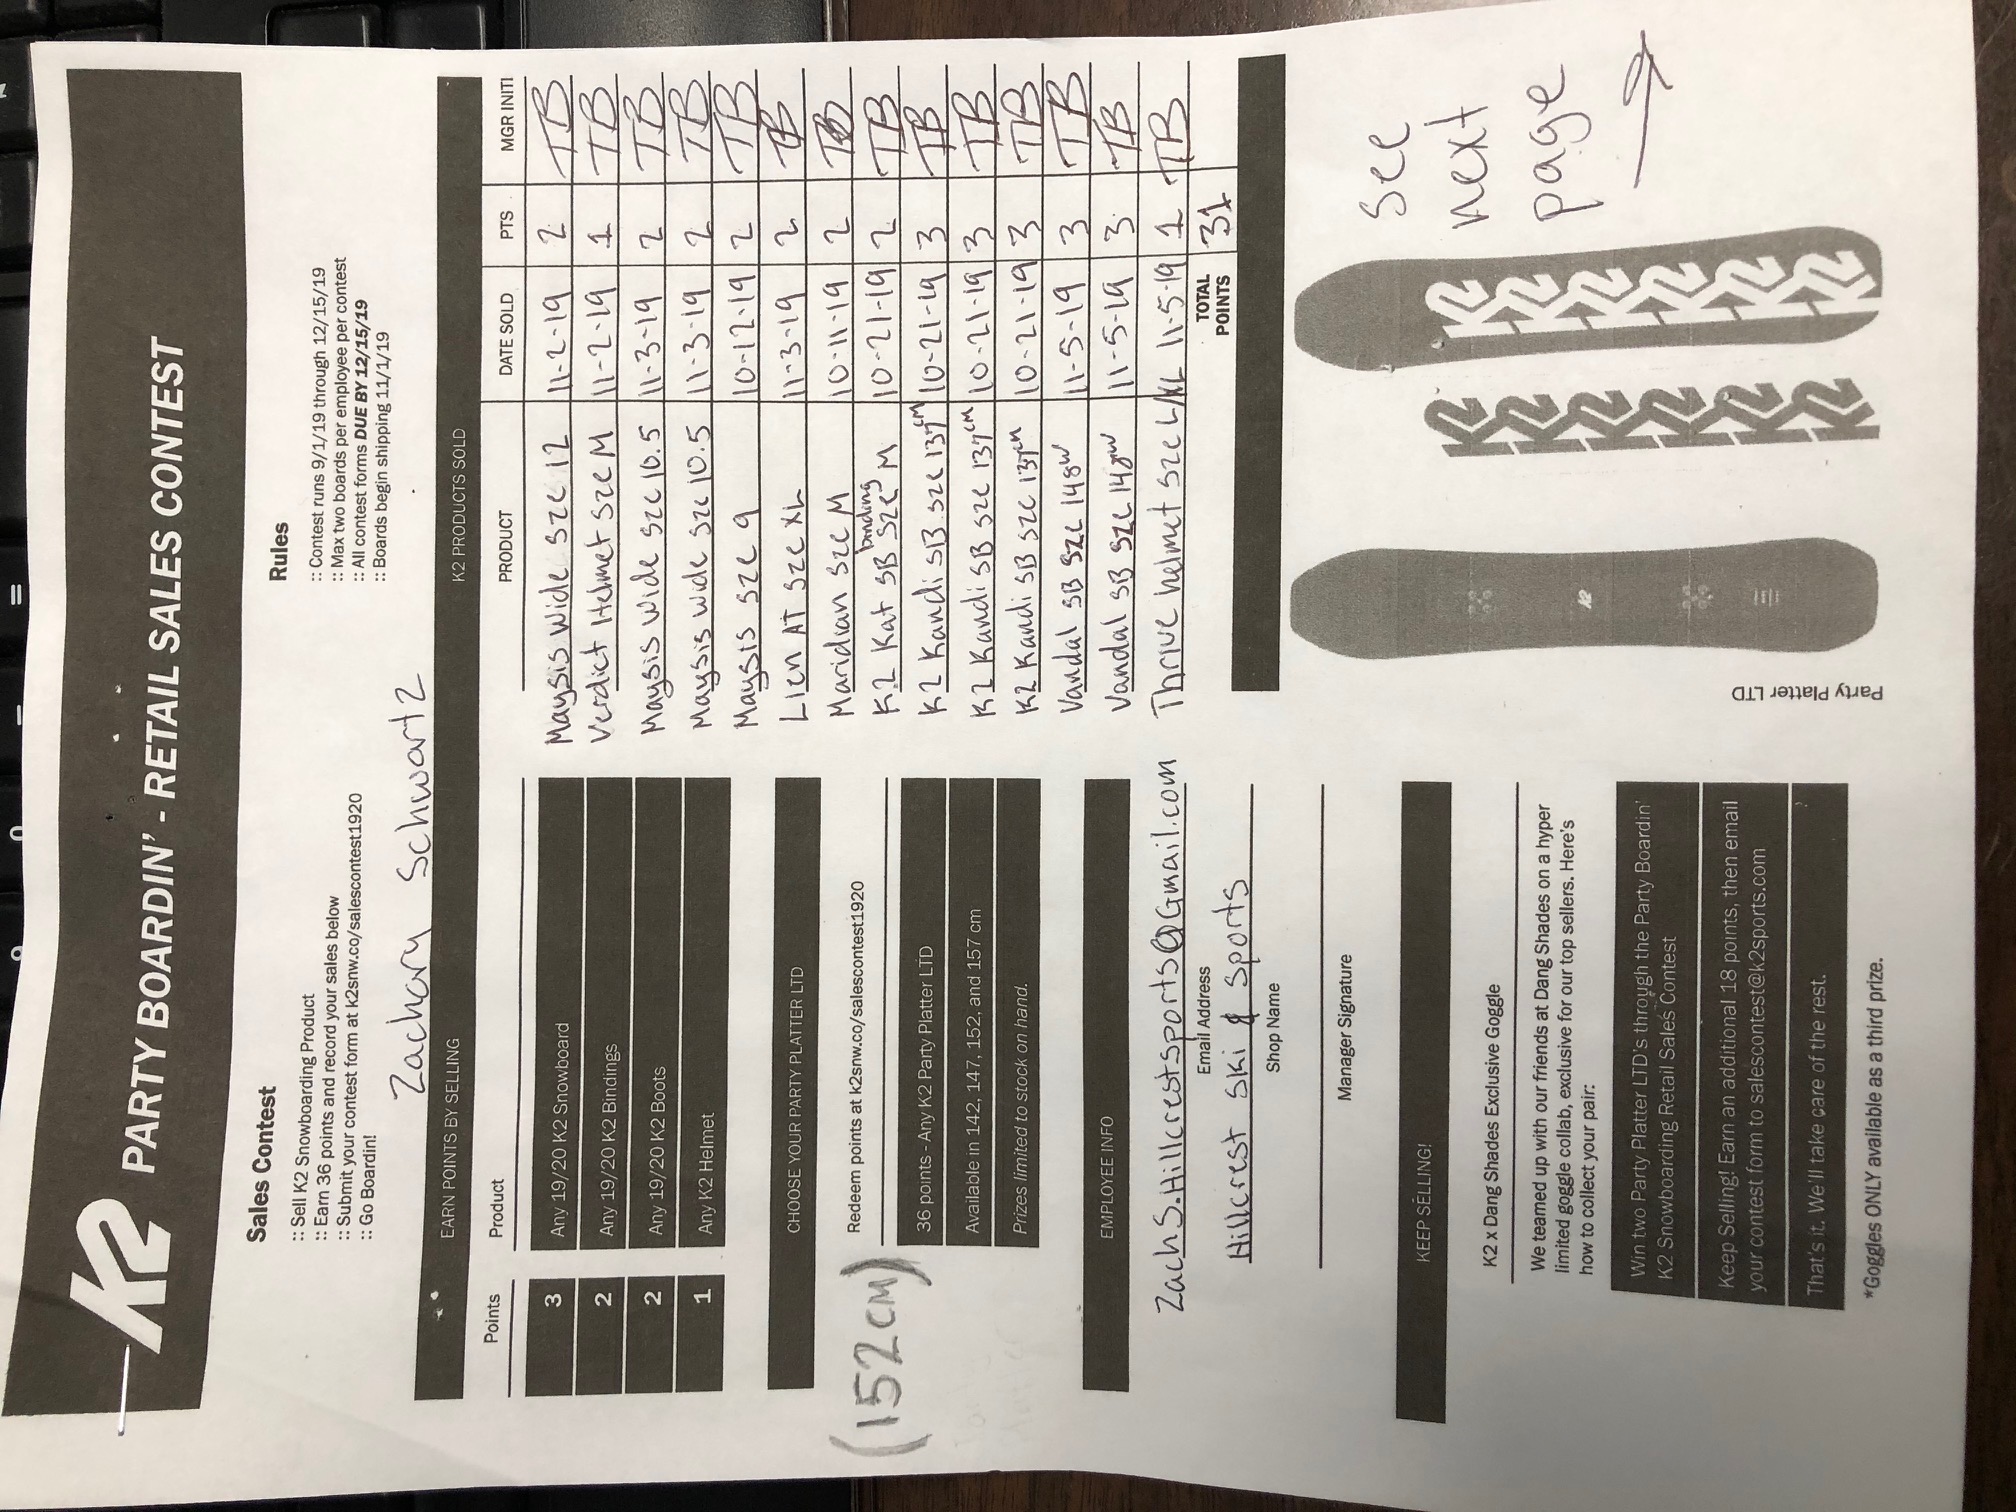 9 0 - =
K2 PARTY BOARDIN' - RETAIL SALES CONTEST
Sales Contest
:: Sell K2 Snowboarding Product
:: Earn 36 points and record your sales below
:: Submit your contest form at k2snw.co/salescontest1920
:: Go Boardin!
Rules
:: Contest runs 9/1/19 through 12/15/19
:: Max two boards per employee per contest
:: All contest forms DUE BY 12/15/19
:: Boards begin shipping 11/1/19
Zachary Schwartz
EARN POINTS BY SELLING
Points Product
3 Any 19/20 K2 Snowboard
2 Any 19/20 K2 Bindings
2 Any 19/20 K2 Boots
1 Any K2 Helmet
CHOOSE YOUR PARTY PLATTER LTD
(152CM)
Redeem points at k2snw.co/salescontest1920
36 points - Any K2 Party Platter LTD
Available in 142, 147, 152, and 157 cm
Prizes limited to stock on hand.
EMPLOYEE INFO
ZachS.Hillcrestsports@Gmail.com
Email Address
Hillcrest Ski & Sports
Shop Name
Manager Signature
KEEP SELLING!
K2 x Dang Shades Exclusive Goggle
We teamed up with our friends at Dang Shades on a hyper
limited goggle collab, exclusive for our top sellers. Here's
how to collect your pair:
Win two Party Platter LTD's through the Party Boardin'
K2 Snowboarding Retail Sales Contest
Keep Selling! Earn an additional 18 points, then email
your contest form to salescontest@k2sports.com
That's it. We'll take care of the rest.
*Goggles ONLY available as a third prize.
K2 PRODUCTS SOLD
PRODUCT DATE SOLD PTS MGR INITI
Maysis Wide Sze 12 11-2-19 2 TB
Verdict Helmet Sze M 11-2-19 1 TB
Maysis Wide Sze 10.5 11-3-19 2 TB
Maysis Wide Sze 10.5 11-3-19 2 TB
Maysis Sze 9 10-12-19 2 TB
Lien AT Sze XL 11-3-19 2 TB
Maridian Sze M 10-11-19 2 TB
K2 Kat SB binding Sze M 10-21-19 2 TB
K2 Kandi SB Sze 137cm 10-21-19 3 TB
K2 Kandi SB Sze 137cm 10-21-19 3 TB
K2 Kandi SB Sze 137cm 10-21-19 3 TB
Vandal SB Sze 148W 11-5-19 3 TB
Vandal SB Sze 148W 11-5-19 3 TB
Thrive helmet Sze L/XL 11-5-19 1 TB
TOTAL POINTS 31
Party Platter LTD
K2
K2 K2 K2 K2 K2 K2 K2
K2 K2 K2 K2 K2 K2 K2
see
next
page